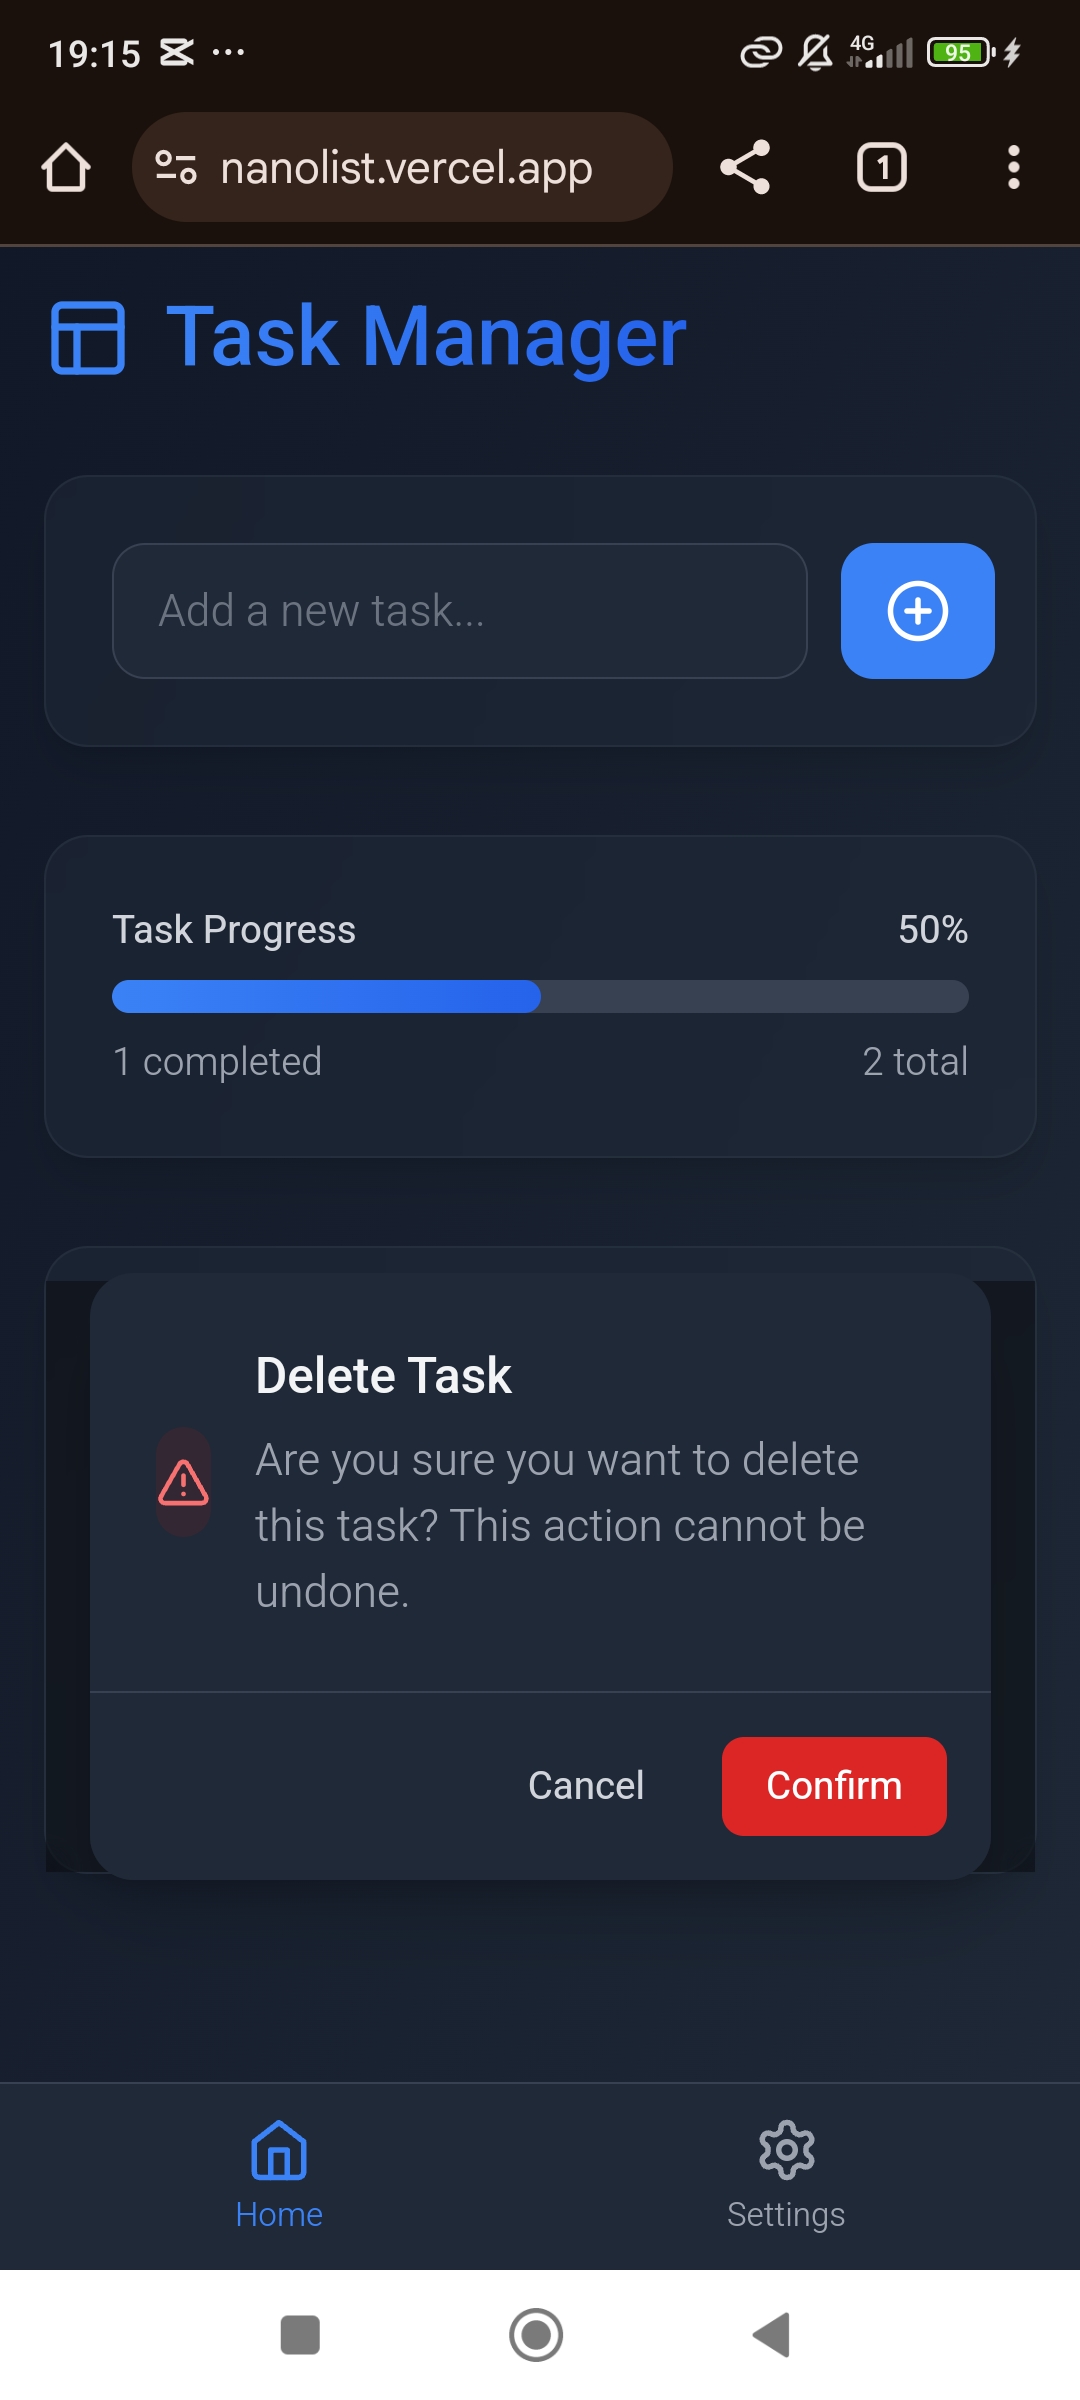 19:15 ... 4G 95
nanolist.vercel.app 1
Task Manager
Add a new task...
Task Progress 50%
1 completed 2 total
Delete Task
Are you sure you want to delete
this task? This action cannot be
undone.
Cancel Confirm
Home Settings